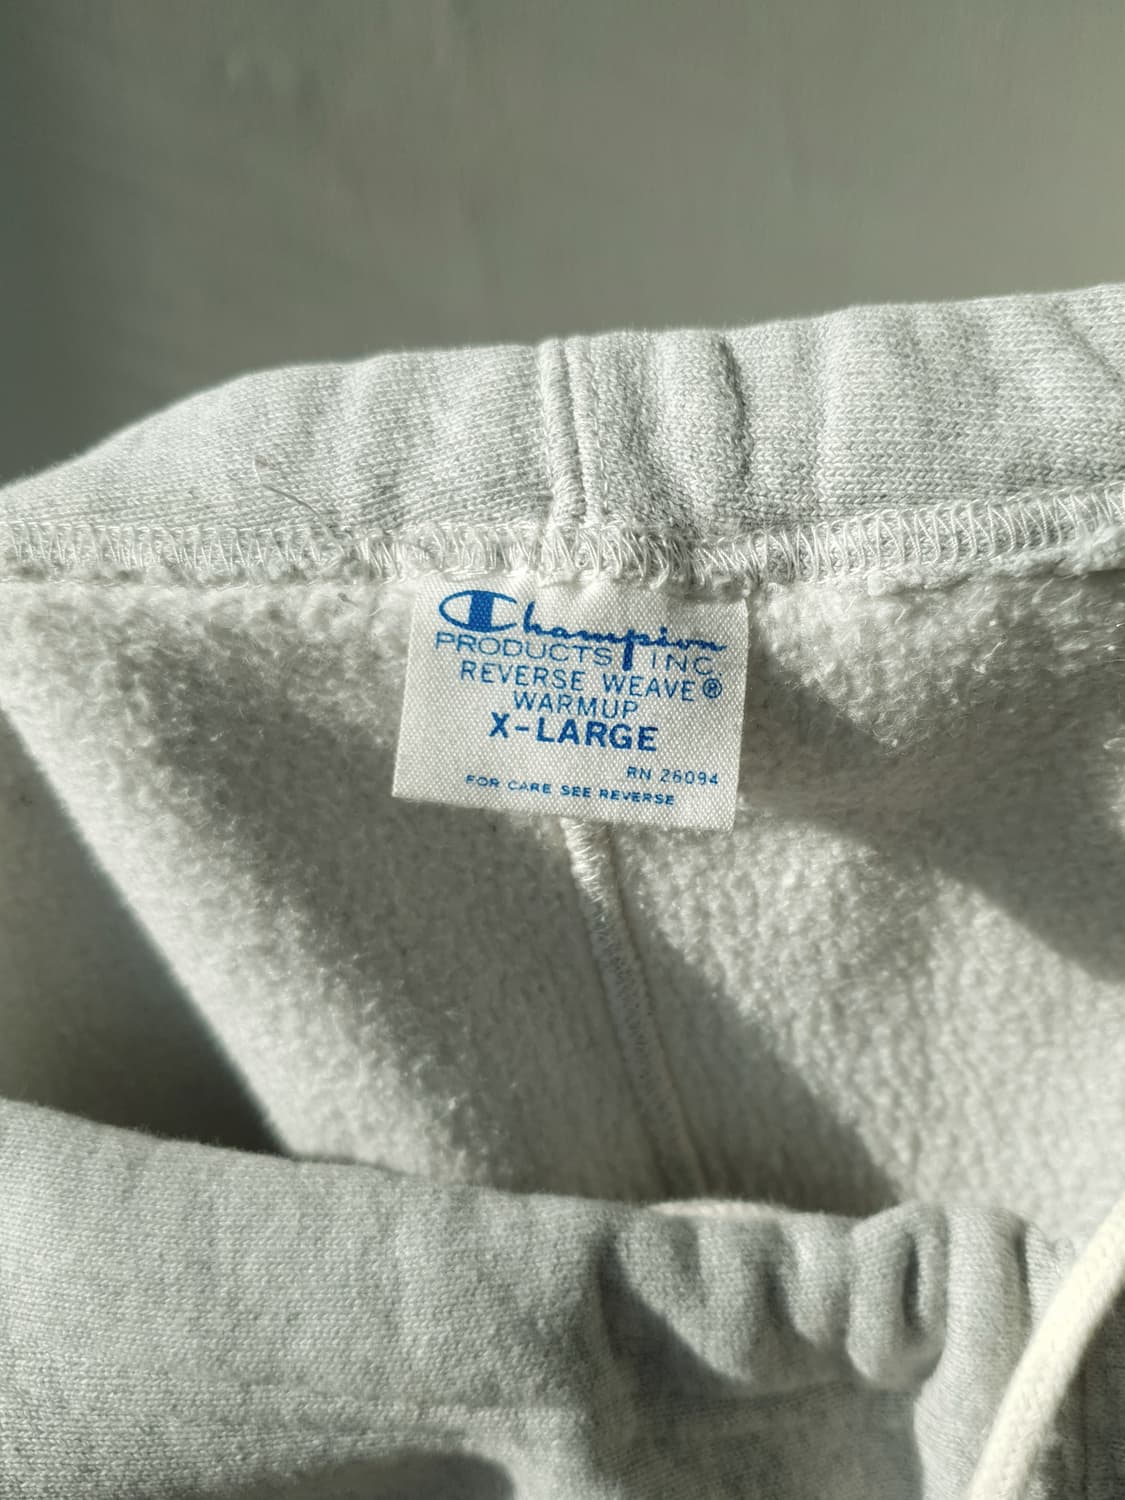 Champion
PRODUCTS INC.
REVERSE WEAVE®
WARMUP
X-LARGE
RN 26094
FOR CARE SEE REVERSE